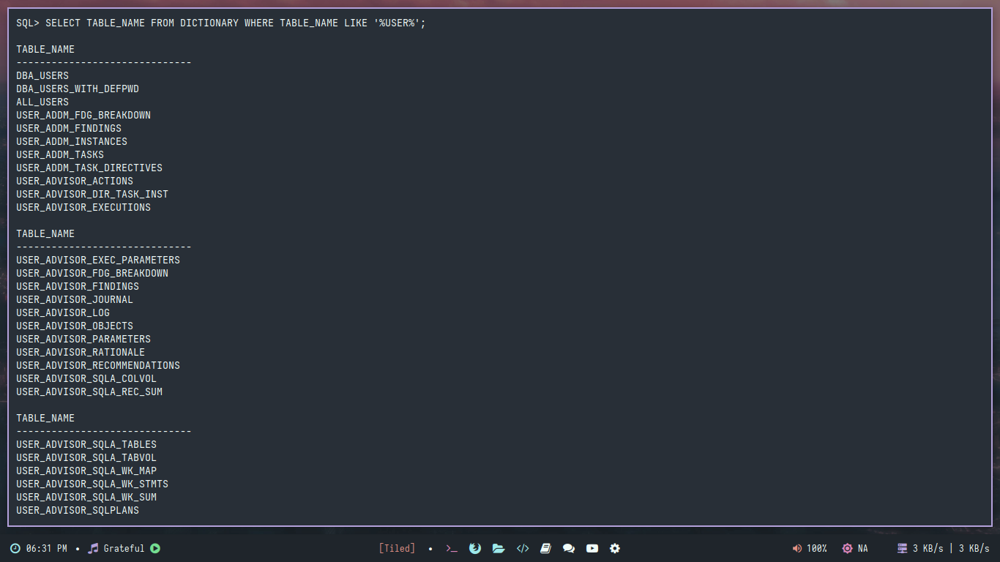 SQL> SELECT TABLE_NAME FROM DICTIONARY WHERE TABLE_NAME LIKE '%USER%';
TABLE_NAME
------------------------------
DBA_USERS
DBA_USERS_WITH_DEFPWD
ALL_USERS
USER_ADDM_FDG_BREAKDOWN
USER_ADDM_FINDINGS
USER_ADDM_INSTANCES
USER_ADDM_TASKS
USER_ADDM_TASK_DIRECTIVES
USER_ADVISOR_ACTIONS
USER_ADVISOR_DIR_TASK_INST
USER_ADVISOR_EXECUTIONS
TABLE_NAME
------------------------------
USER_ADVISOR_EXEC_PARAMETERS
USER_ADVISOR_FDG_BREAKDOWN
USER_ADVISOR_FINDINGS
USER_ADVISOR_JOURNAL
USER_ADVISOR_LOG
USER_ADVISOR_OBJECTS
USER_ADVISOR_PARAMETERS
USER_ADVISOR_RATIONALE
USER_ADVISOR_RECOMMENDATIONS
USER_ADVISOR_SQLA_COLVOL
USER_ADVISOR_SQLA_REC_SUM
TABLE_NAME
------------------------------
USER_ADVISOR_SQLA_TABLES
USER_ADVISOR_SQLA_TABVOL
USER_ADVISOR_SQLA_WK_MAP
USER_ADVISOR_SQLA_WK_STMTS
USER_ADVISOR_SQLA_WK_SUM
USER_ADVISOR_SQLPLANS
06:31 PM • Grateful [Tiled] • 100% NA 3 KB/s | 3 KB/s